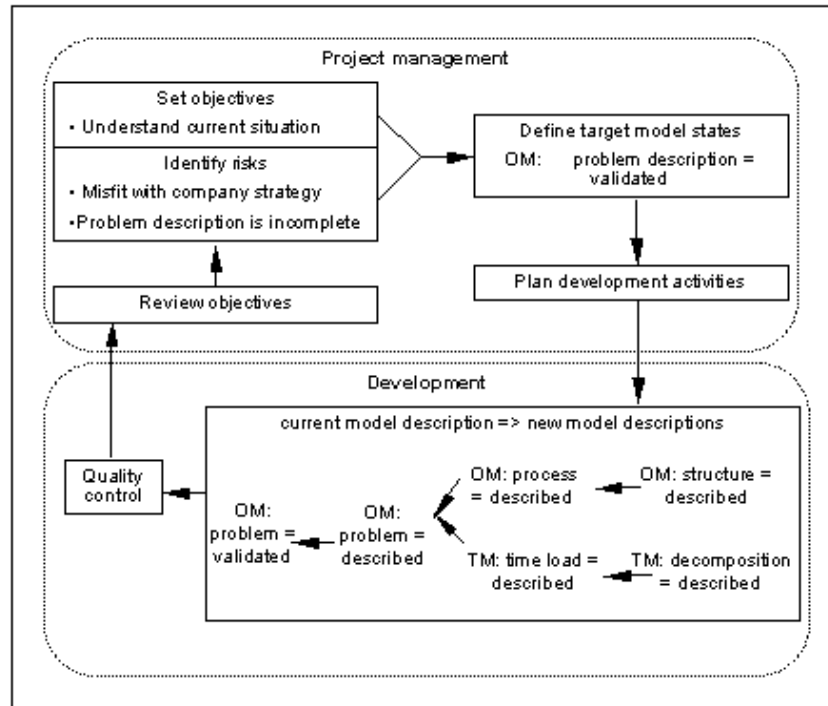 Project management
Set objectives
• Understand current situation
Identify risks
• Misfit with company strategy
•Problem description is incomplete
Define target model states
OM: problem description =
validated
Review objectives
Plan development activities
Development
current model description => new model descriptions
Quality
control
OM:
problem =
validated
OM:
problem =
described
OM: process
= described
OM: structure =
described
TM: time load =
described
TM: decomposition
= described